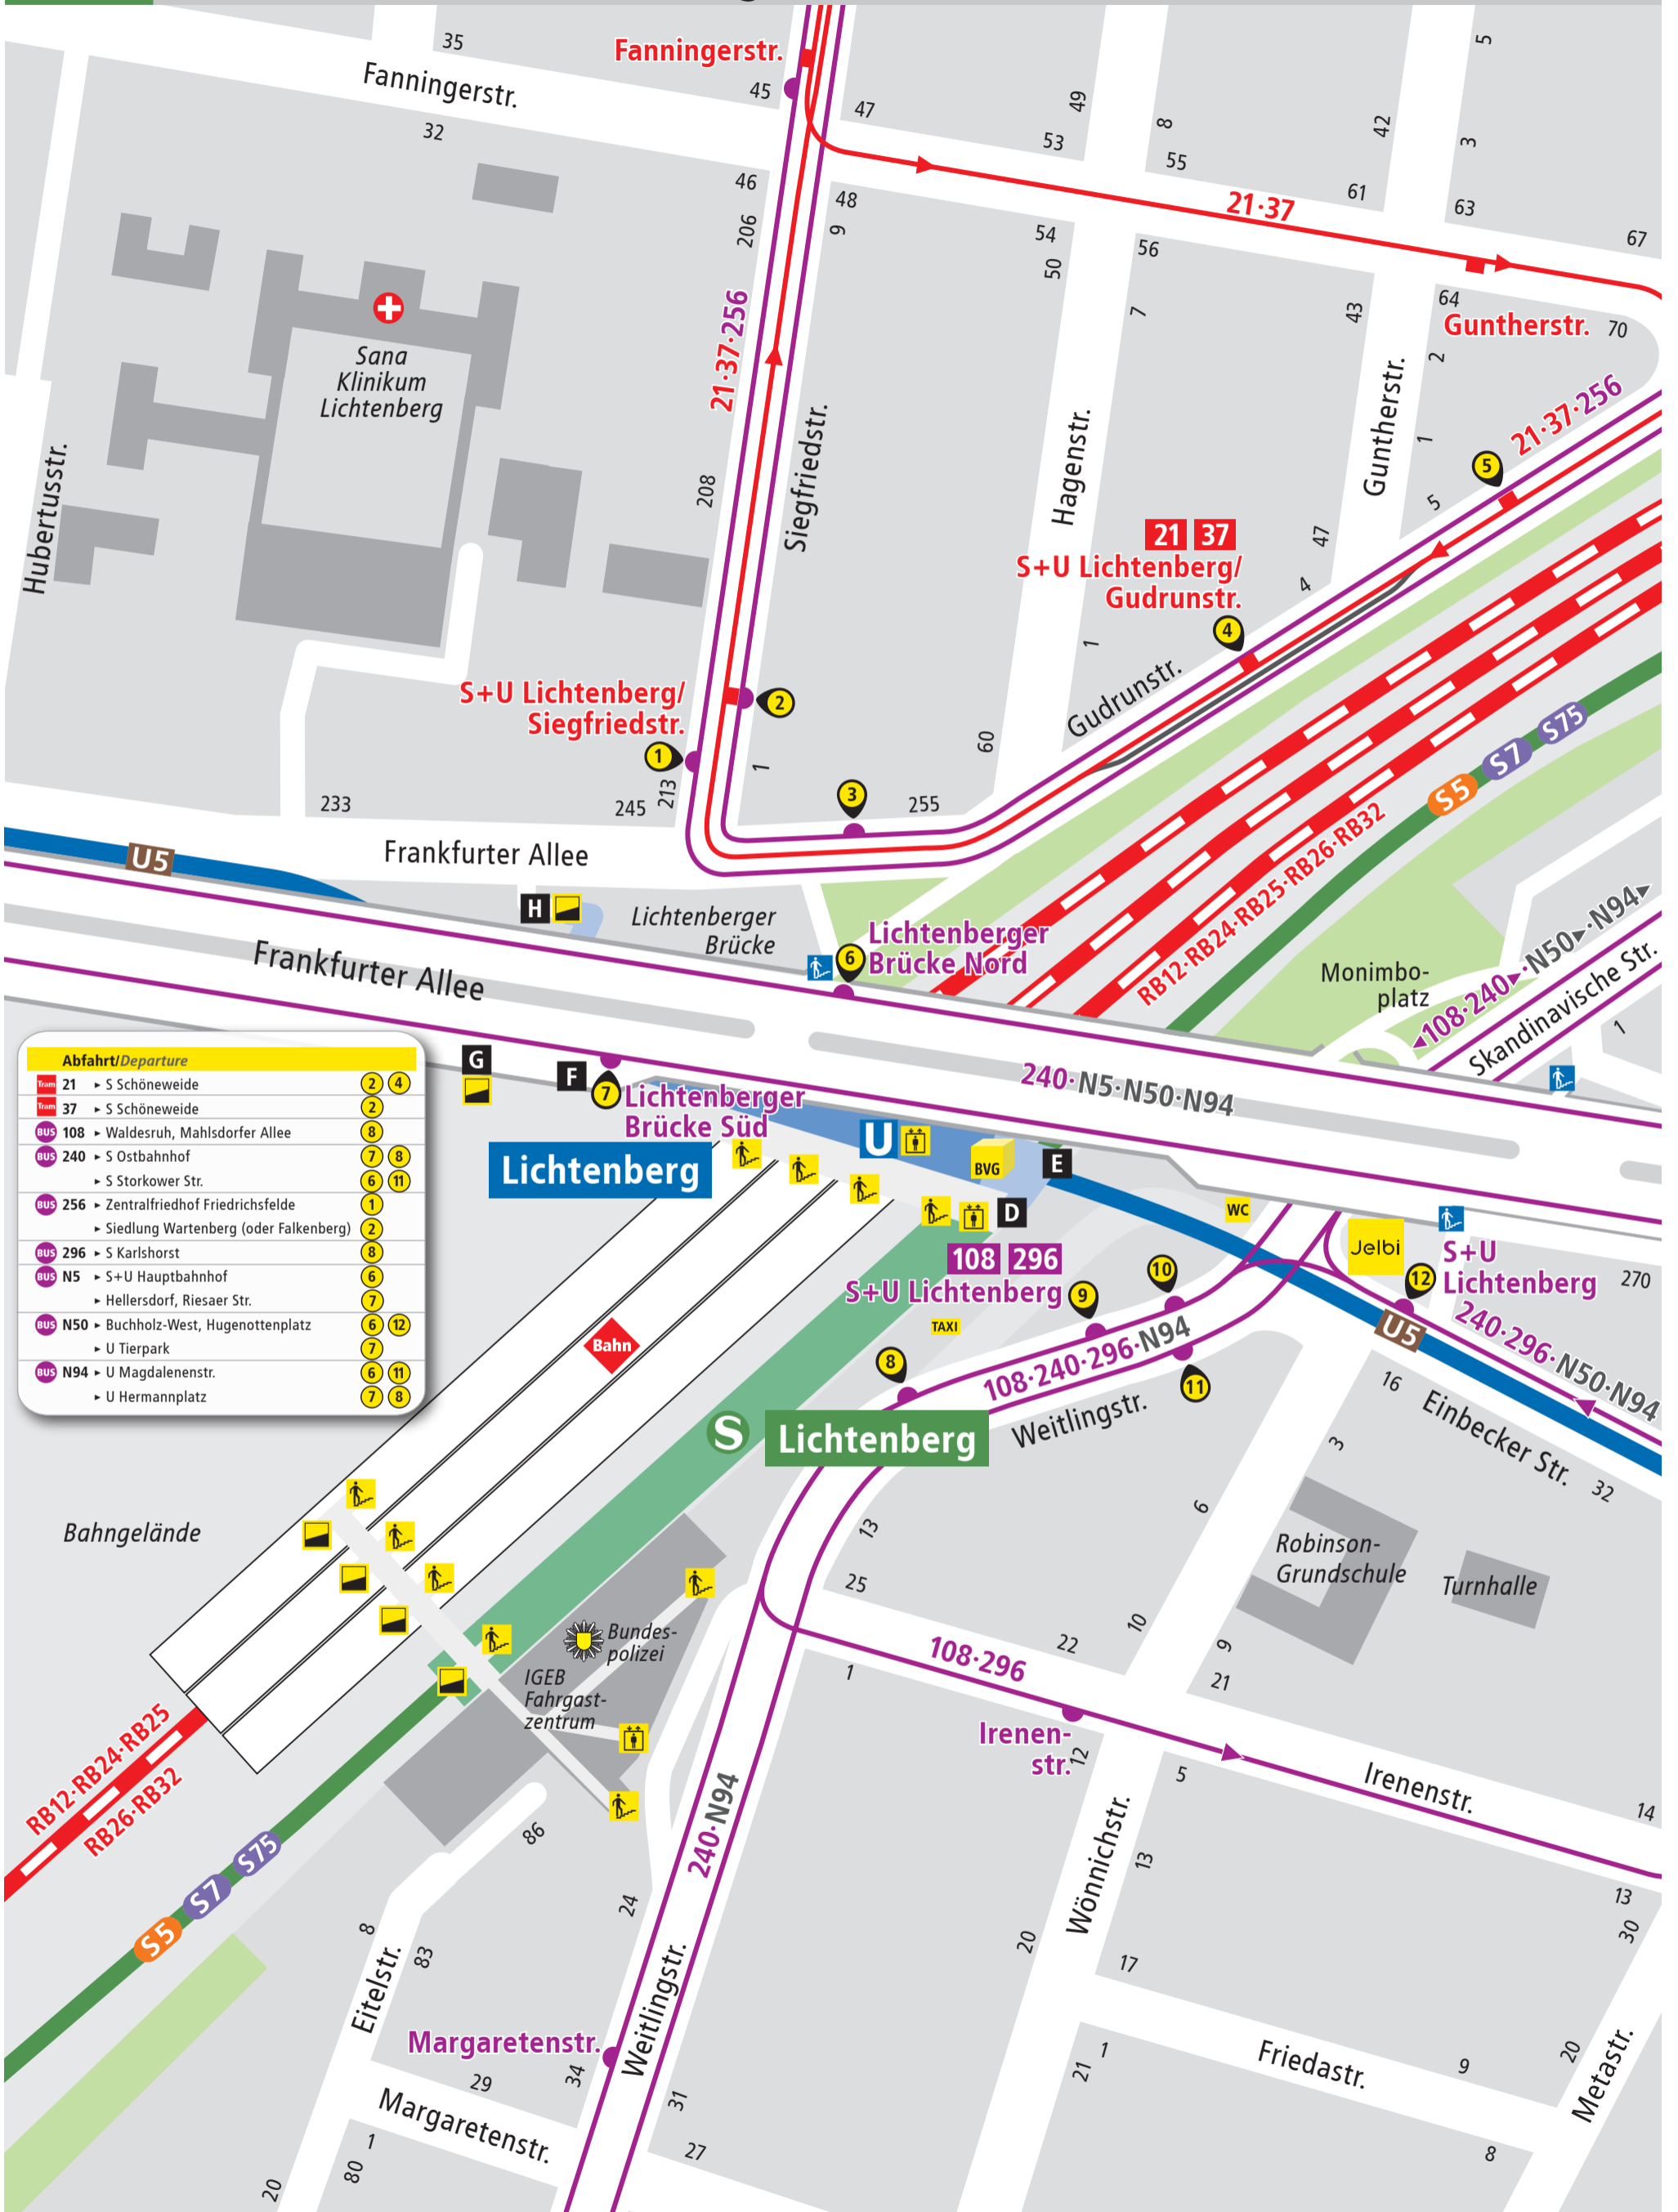 35
Fanningerstr.
45
47
49
5
Fanningerstr.
32
53
8
42
3
55
46
48
61
63
21·37
206
9
54
50
56
67
64
Guntherstr.
70
7
43
2
21·37·256
Sana
Klinikum
Lichtenberg
Hubertusstr.
208
Siegfriedstr.
Hagenstr.
Guntherstr.
1
21·37·256
5
5
47
21 37
S+U Lichtenberg/
Gudrunstr.
4
4
1
Gudrunstr.
S+U Lichtenberg/
Siegfriedstr.
2
1
213
1
60
S75
S7
S5
233
245
3
255
Frankfurter Allee
U5
RB12·RB24·RB25·RB26·RB32
H
Lichtenberger
Brücke
Lichtenberger
Brücke Nord
6
Frankfurter Allee
Monimbo-
platz
108·240·N50·N94
Skandinavische Str.
1
240·N5·N50·N94
Abfahrt/Departure
Tram 21 ▸ S Schöneweide 2 4
Tram 37 ▸ S Schöneweide 2
BUS 108 ▸ Waldesruh, Mahlsdorfer Allee 8
BUS 240 ▸ S Ostbahnhof 7 8
▸ S Storkower Str. 6 11
BUS 256 ▸ Zentralfriedhof Friedrichsfelde 1
▸ Siedlung Wartenberg (oder Falkenberg) 2
BUS 296 ▸ S Karlshorst 8
BUS N5 ▸ S+U Hauptbahnhof 6
▸ Hellersdorf, Riesaer Str. 7
BUS N50 ▸ Buchholz-West, Hugenottenplatz 6 12
▸ U Tierpark 7
BUS N94 ▸ U Magdalenenstr. 6 11
▸ U Hermannplatz 7 8
G
F
7
Lichtenberger
Brücke Süd
Lichtenberg
U
BVG
E
D
WC
Jelbi
S+U
Lichtenberg
12
270
108 296
S+U Lichtenberg
9
10
TAXI
8
11
108·240·296·N94
U5
240·296·N50·N94
Bahn
S
Lichtenberg
Weitlingstr.
16
Einbecker Str.
32
3
6
Bahngelände
13
25
Robinson-
Grundschule
Turnhalle
Bundes-
polizei
IGEB
Fahrgast-
zentrum
22
10
9
21
108·296
1
Irenen-
str.
12
5
Irenenstr.
14
RB12·RB24·RB25
RB26·RB32
S75
S7
S5
240·N94
86
24
8
83
Eitelstr.
Wönnichstr.
13
13
30
20
17
Weitlingstr.
Margaretenstr.
34
29
Margaretenstr.
31
27
1
80
20
1
21
Friedastr.
9
20
Metastr.
8